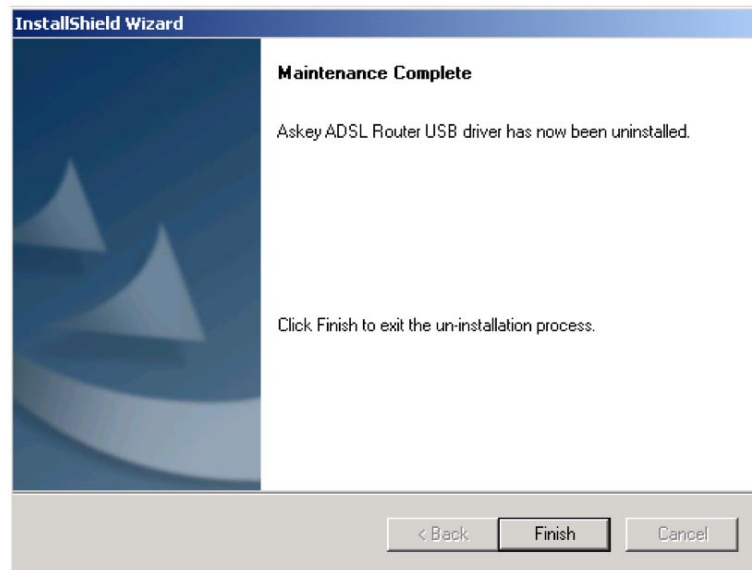 InstallShield Wizard
Maintenance Complete
Askey ADSL Router USB driver has now been uninstalled.
Click Finish to exit the un-installation process.
< Back
Finish
Cancel